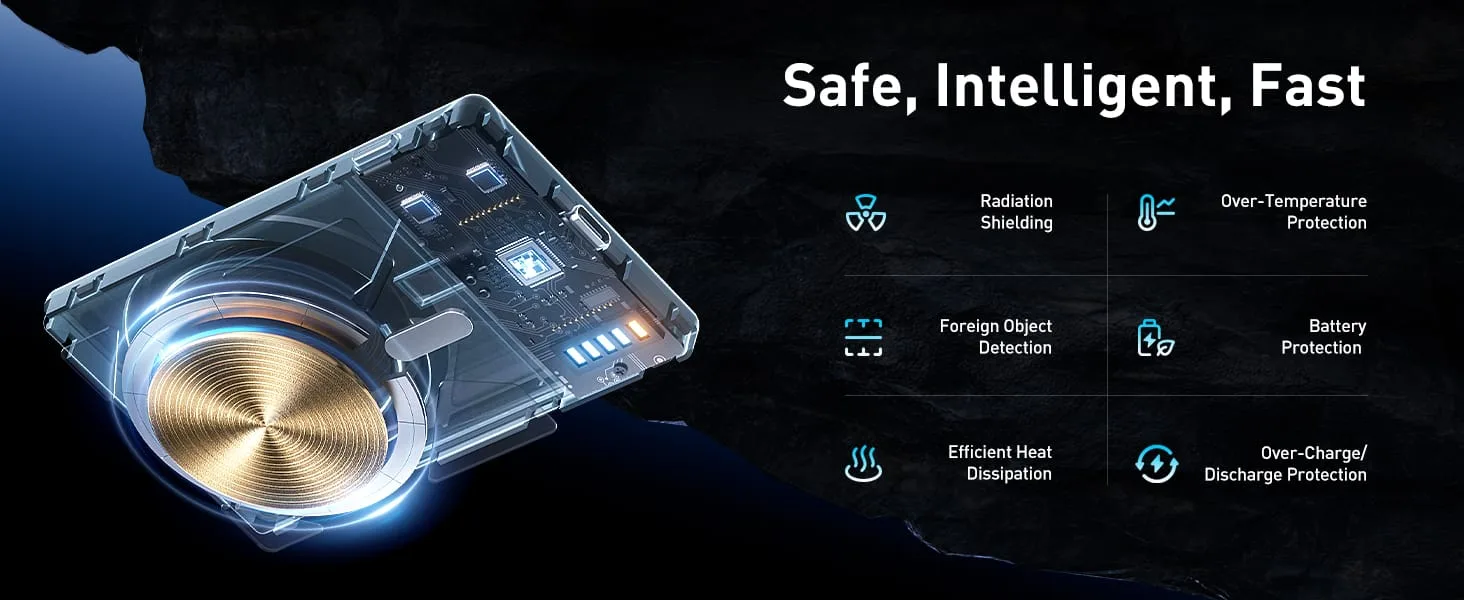 Safe, Intelligent, Fast
Radiation
Shielding
Over-Temperature
Protection
Foreign Object
Detection
Battery
Protection
Efficient Heat
Dissipation
Over-Charge/
Discharge Protection